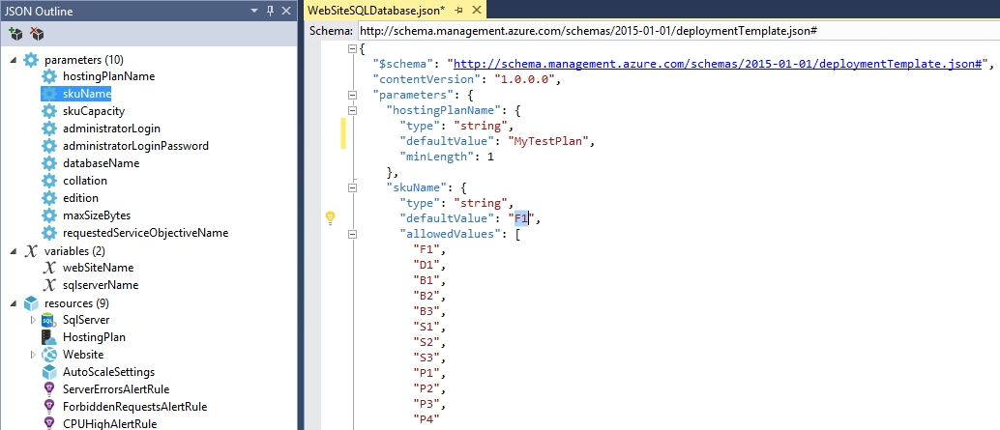 JSON Outline
parameters (10)
hostingPlanName
skuName
skuCapacity
administratorLogin
administratorLoginPassword
databaseName
collation
edition
maxSizeBytes
requestedServiceObjectiveName
variables (2)
webSiteName
sqlserverName
resources (9)
SQL SqlServer
HostingPlan
Website
AutoScaleSettings
ServerErrorsAlertRule
ForbiddenRequestsAlertRule
CPUHighAlertRule
WebSiteSQLDatabase.json*
Schema: http://schema.management.azure.com/schemas/2015-01-01/deploymentTemplate.json#
{
"$schema": "http://schema.management.azure.com/schemas/2015-01-01/deploymentTemplate.json#",
"contentVersion": "1.0.0.0",
"parameters": {
"hostingPlanName": {
"type": "string",
"defaultValue": "MyTestPlan",
"minLength": 1
},
"skuName": {
"type": "string",
"defaultValue": "F1",
"allowedValues": [
"F1",
"D1",
"B1",
"B2",
"B3",
"S1",
"S2",
"S3",
"P1",
"P2",
"P3",
"P4"